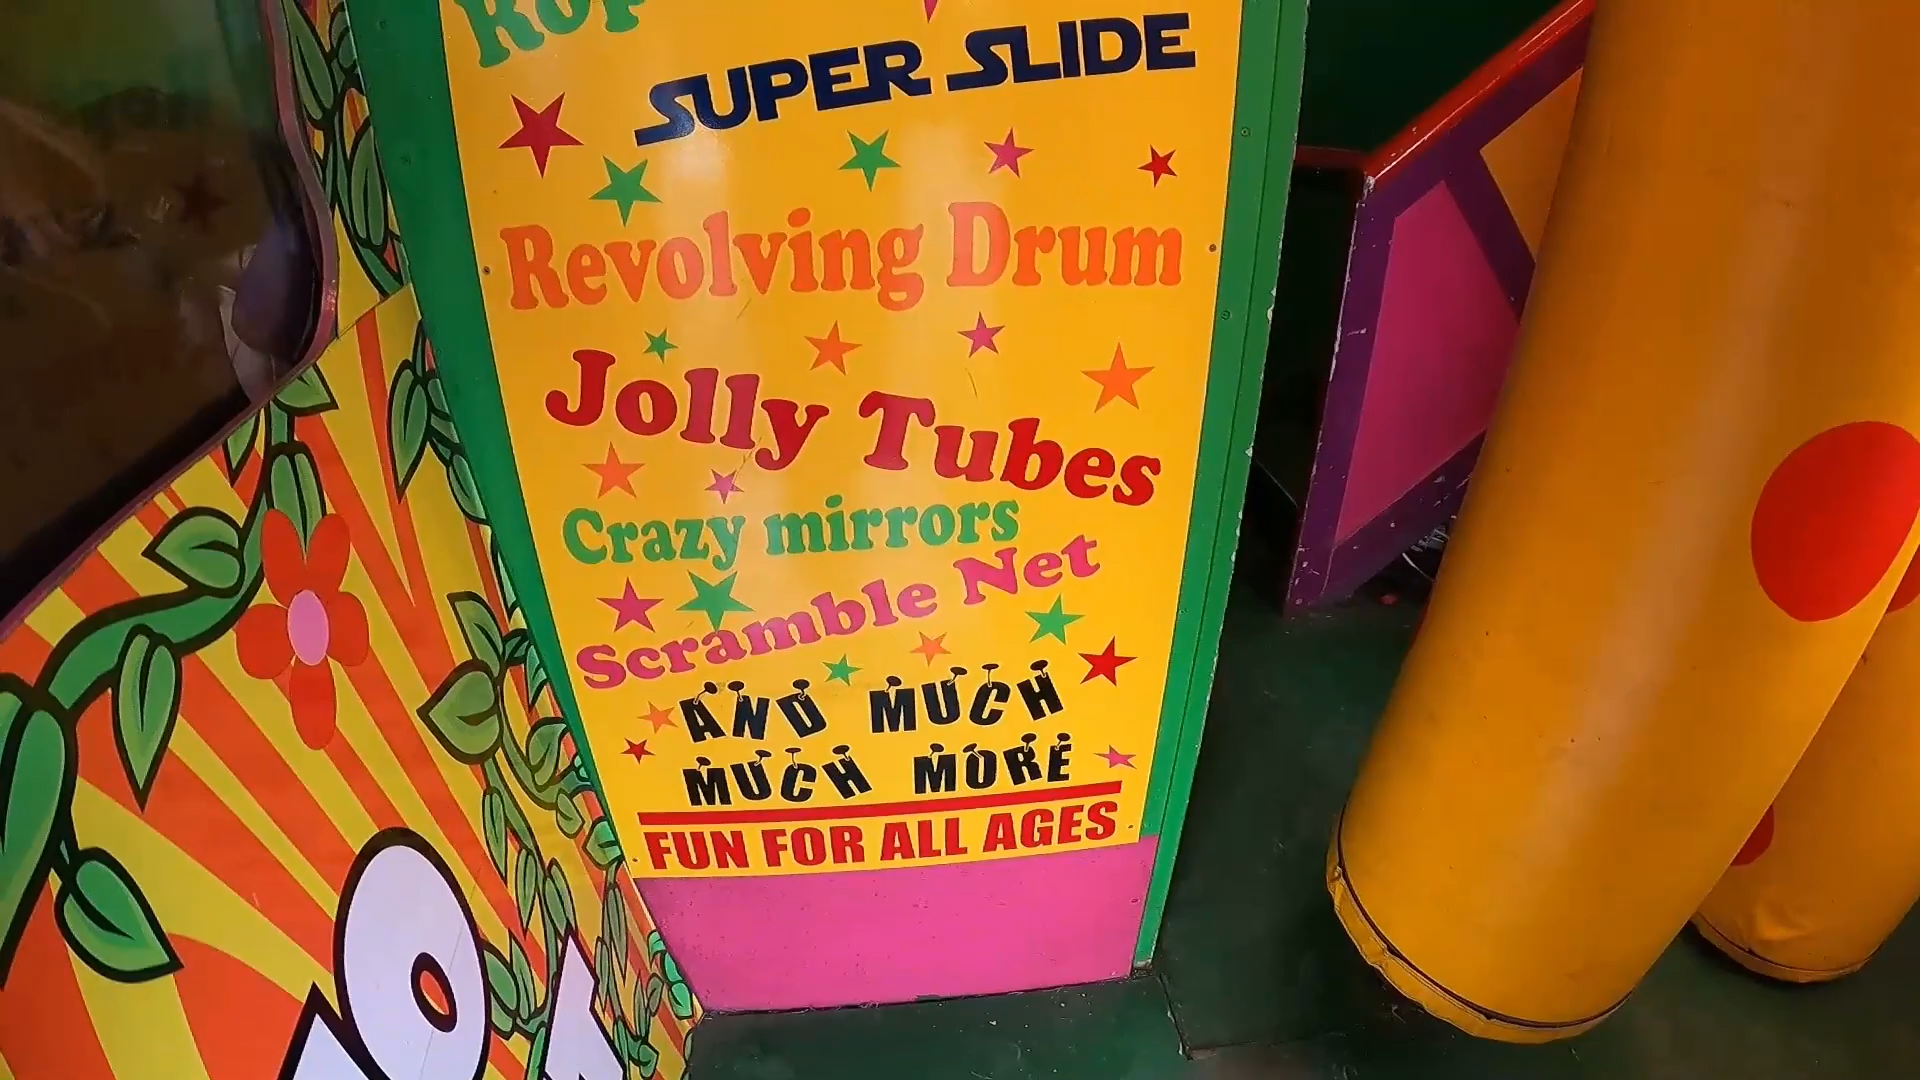 SUPER SLIDE
Revolving Drum
Jolly Tubes
Crazy mirrors
Scramble Net
AND MUCH
MUCH MORE
FUN FOR ALL AGES